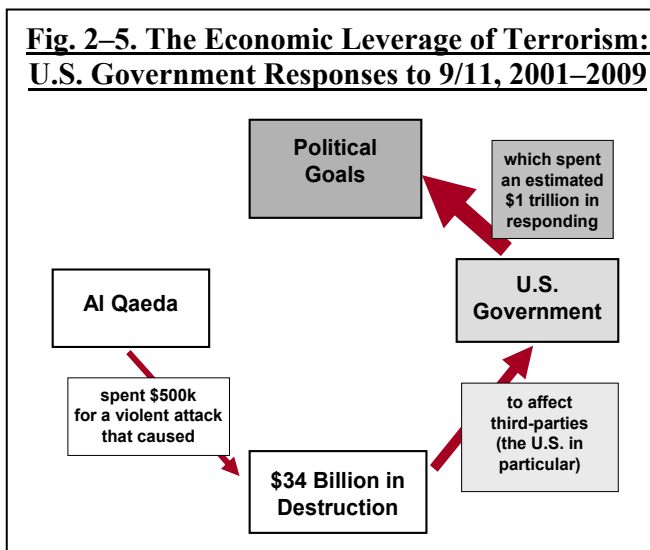 Fig. 2–5. The Economic Leverage of Terrorism:
U.S. Government Responses to 9/11, 2001–2009
Political
Goals
which spent
an estimated
$1 trillion in
responding
Al Qaeda
U.S.
Government
spent $500k
for a violent attack
that caused
to affect
third-parties
(the U.S. in
particular)
$34 Billion in
Destruction